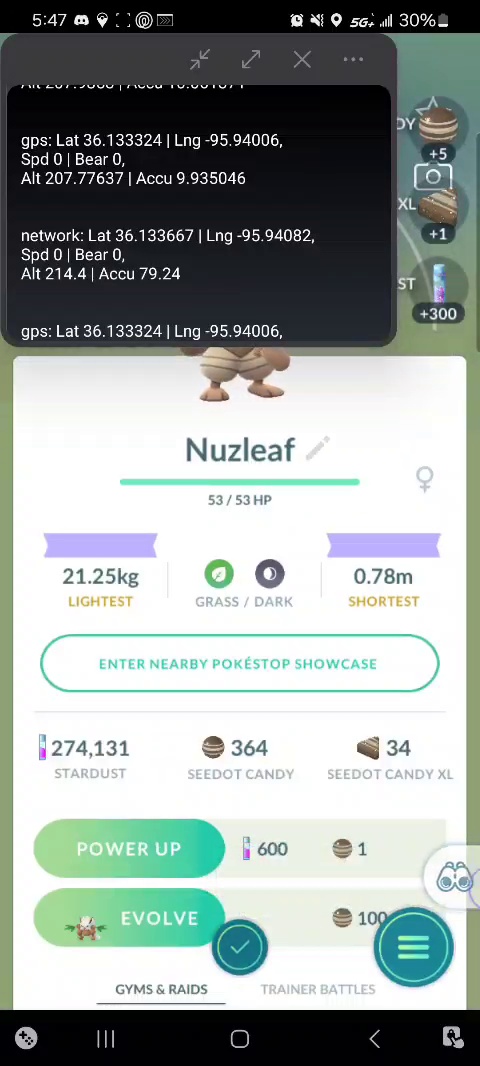 5:47
5G+ 30%
gps: Lat 36.133324 | Lng -95.94006,
Spd 0 | Bear 0,
Alt 207.77637 | Accu 9.935046
network: Lat 36.133667 | Lng -95.94082,
Spd 0 | Bear 0,
Alt 214.4 | Accu 79.24
gps: Lat 36.133324 | Lng -95.94006,
DY
+5
XL
+1
ST
+300
Nuzleaf
53 / 53 HP
21.25kg
LIGHTEST
GRASS / DARK
0.78m
SHORTEST
ENTER NEARBY POKÉSTOP SHOWCASE
274,131
STARDUST
364
SEEDOT CANDY
34
SEEDOT CANDY XL
POWER UP 600 1
EVOLVE 100
GYMS & RAIDS TRAINER BATTLES